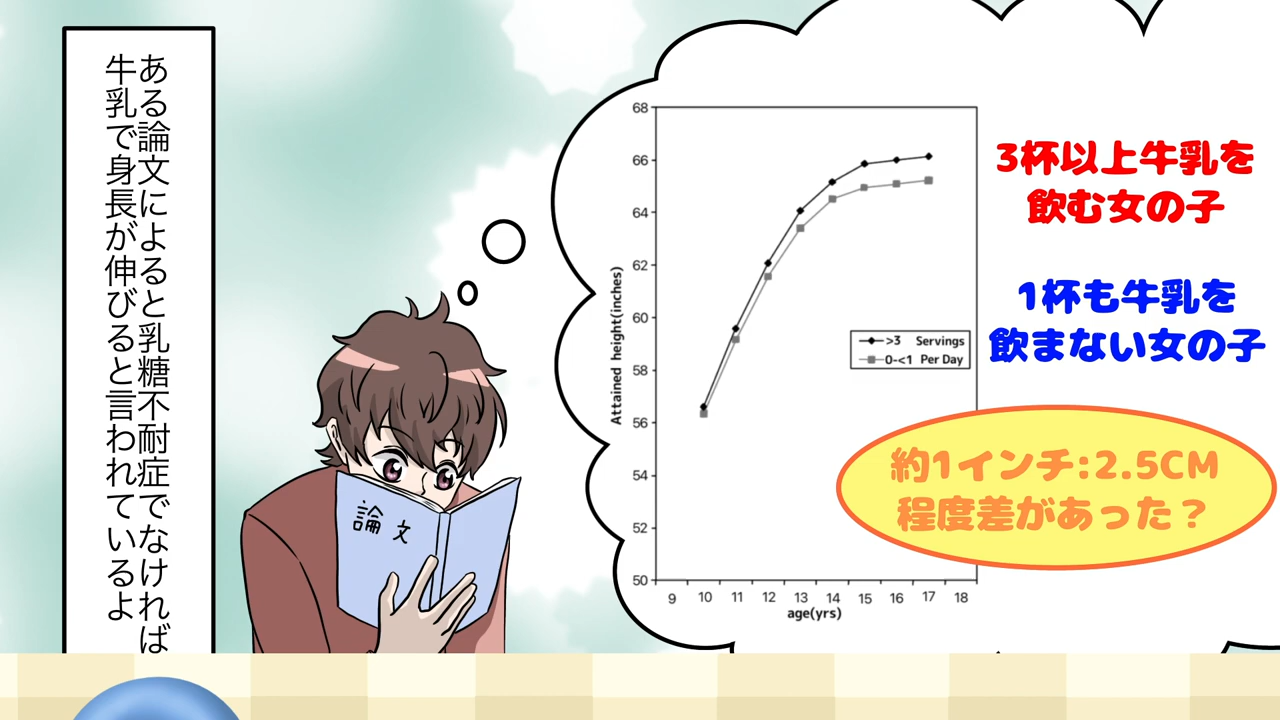 ある論文によると乳糖不耐症でなければ
牛乳で身長が伸びると言われているよ
論文
68
66
64
62
60
58
56
54
52
50
Attained height(inches)
9 10 11 12 13 14 15 16 17 18
age(yrs)
>3 Servings
0-<1 Per Day
3杯以上牛乳を
飲む女の子
1杯も牛乳を
飲まない女の子
約1インチ:2.5CM
程度差があった？